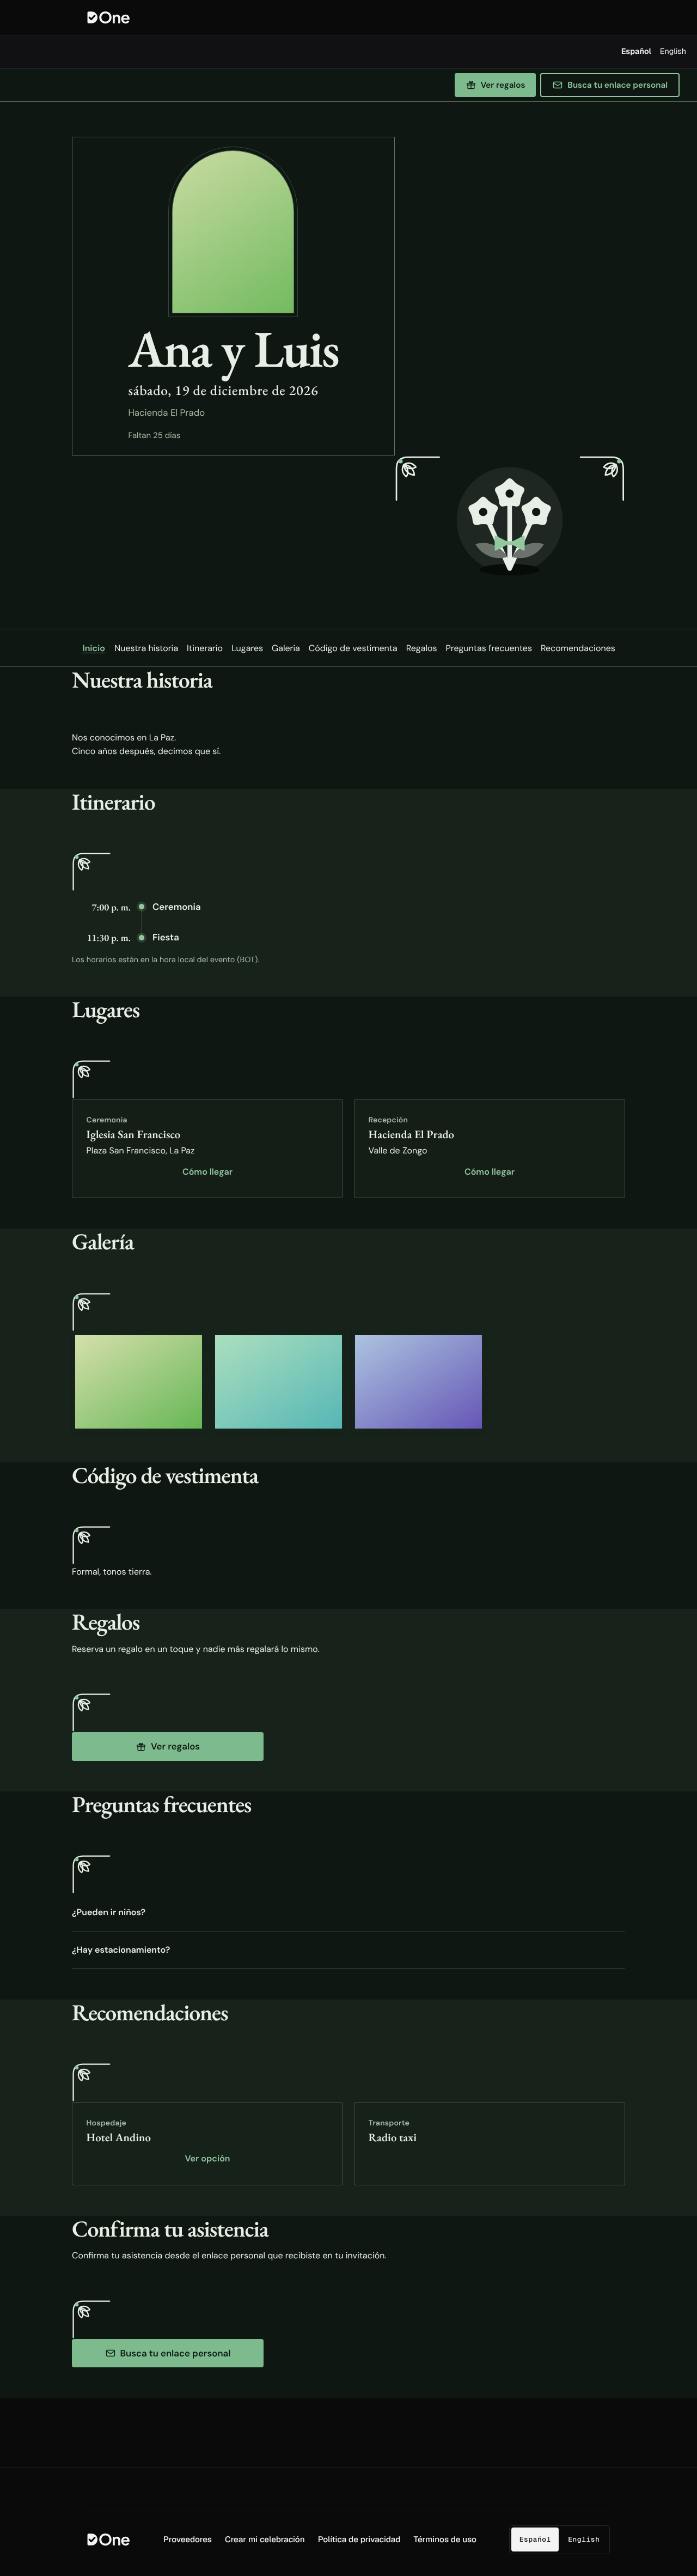 One
Español English
Ver regalos Busca tu enlace personal
Ana y Luis
sábado, 19 de diciembre de 2026
Hacienda El Prado
Faltan 25 días
Inicio Nuestra historia Itinerario Lugares Galería Código de vestimenta Regalos Preguntas frecuentes Recomendaciones
Nuestra historia
Nos conocimos en La Paz.
Cinco años después, decimos que sí.
Itinerario
7:00 p. m. Ceremonia
11:30 p. m. Fiesta
Los horarios están en la hora local del evento (BOT).
Lugares
Ceremonia
Iglesia San Francisco
Plaza San Francisco, La Paz
Cómo llegar
Recepción
Hacienda El Prado
Valle de Zongo
Cómo llegar
Galería
Código de vestimenta
Formal, tonos tierra.
Regalos
Reserva un regalo en un toque y nadie más regalará lo mismo.
Ver regalos
Preguntas frecuentes
¿Pueden ir niños?
¿Hay estacionamiento?
Recomendaciones
Hospedaje
Hotel Andino
Ver opción
Transporte
Radio taxi
Confirma tu asistencia
Confirma tu asistencia desde el enlace personal que recibiste en tu invitación.
Busca tu enlace personal
One Proveedores Crear mi celebración Política de privacidad Términos de uso Español English